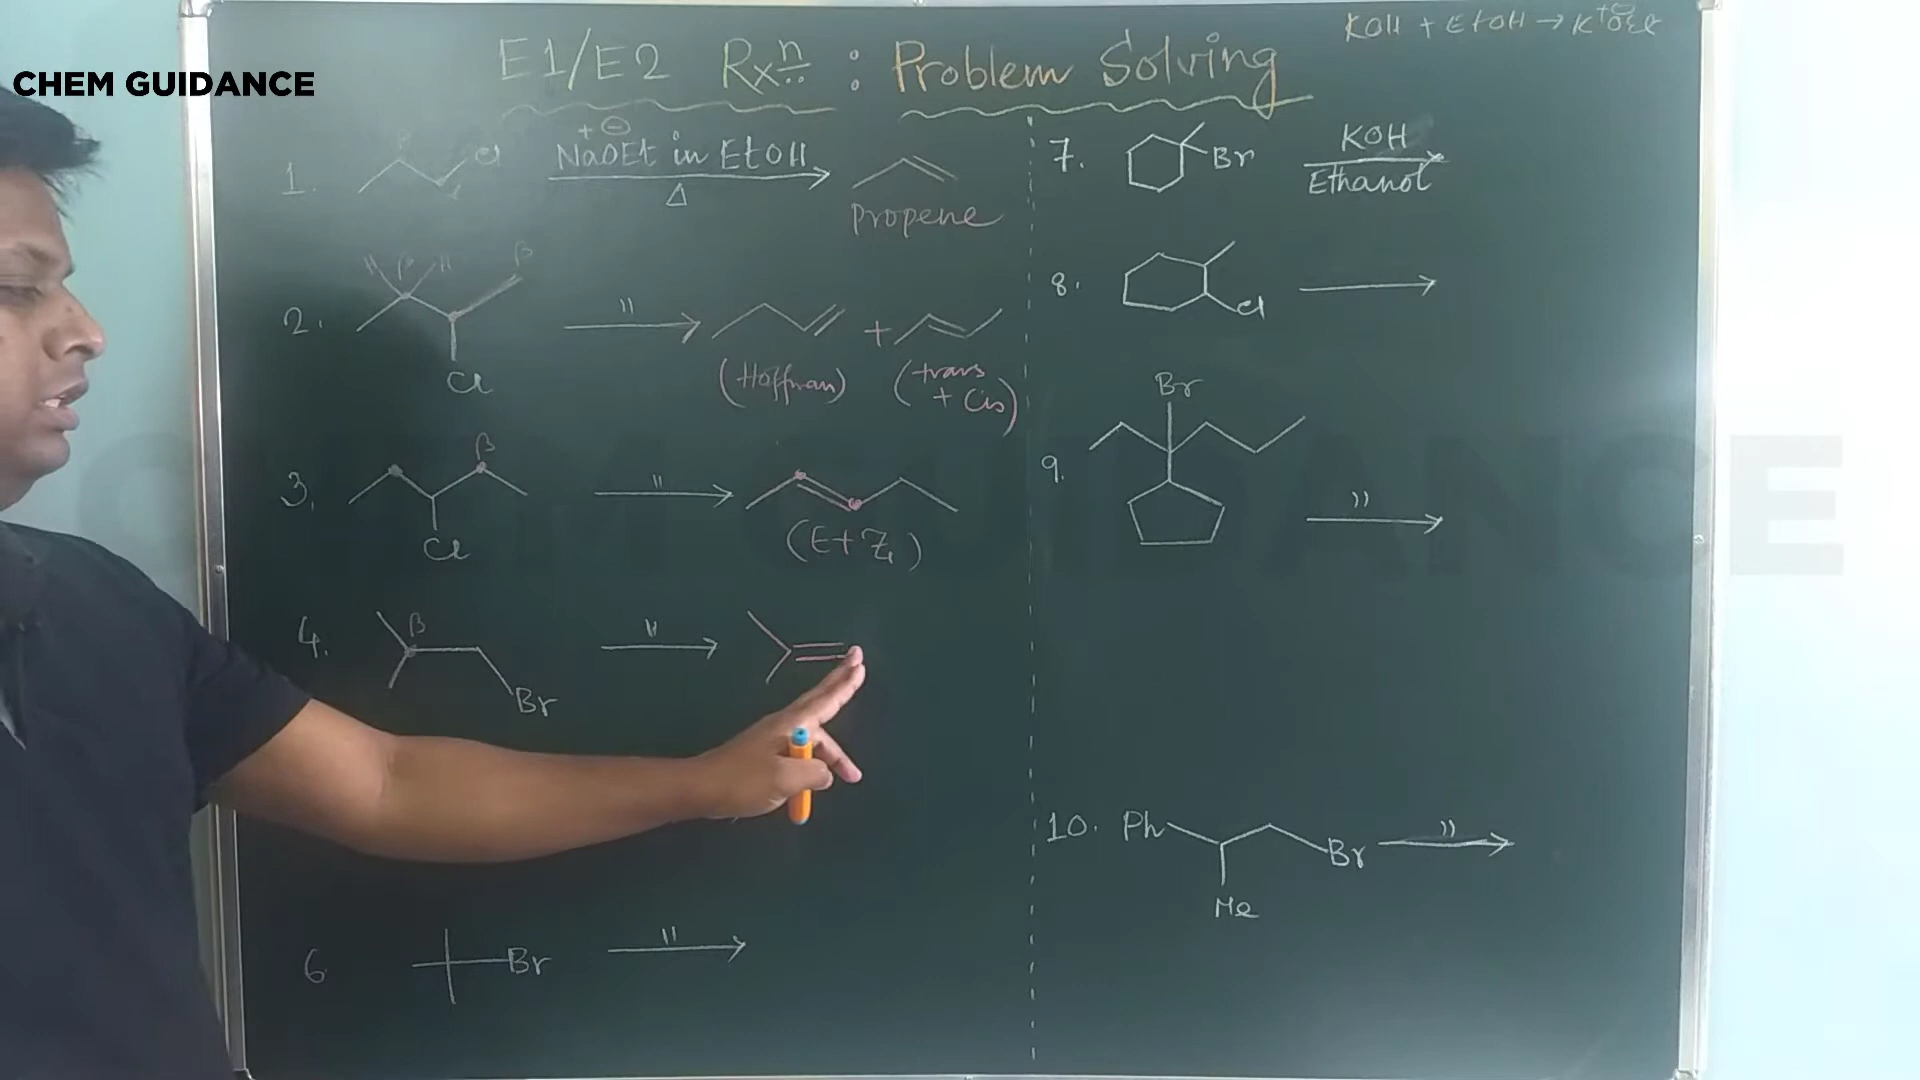 CHEM GUIDANCE
KOH + EtOH → K⁺ ⊖OEt
E1/E2 Rxn : Problem Solving
1. β Cl
+ ⊖
NaOEt in EtOH
Δ
Propene
2. H β H β
Cl
"
+
(Hoffman) (trans
+ Cis)
3. β
Cl
"
(E+Z)
4. β
Br
"
6. Br
"
7. Br
KOH
Ethanol
8. Cl
9. Br
"
10. Ph Br
Me
"
CHEM GUIDANCE